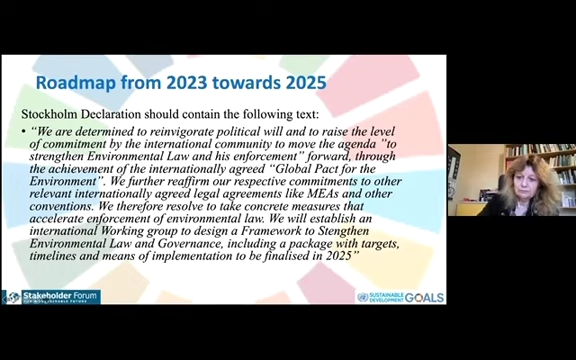 Roadmap from 2023 towards 2025
Stockholm Declaration should contain the following text:
• “We are determined to reinvigorate political will and to raise the level
of commitment by the international community to move the agenda ”to
strengthen Environmental Law and his enforcement” forward, through
the achievement of the internationally agreed “Global Pact for
the Environment”. We further reaffirm our respective commitments to other
relevant internationally agreed legal agreements like MEAs and other
conventions. We therefore resolve to take concrete measures that
accelerate enforcement of environmental law. We will establish an
international Working group to design a Framework to Stengthen
Environmental Law and Governance, including a package with targets,
timelines and means of implementation to be finalised in 2025”
Stakeholder Forum
FOR A SUSTAINABLE FUTURE
SUSTAINABLE
DEVELOPMENT
GOALS